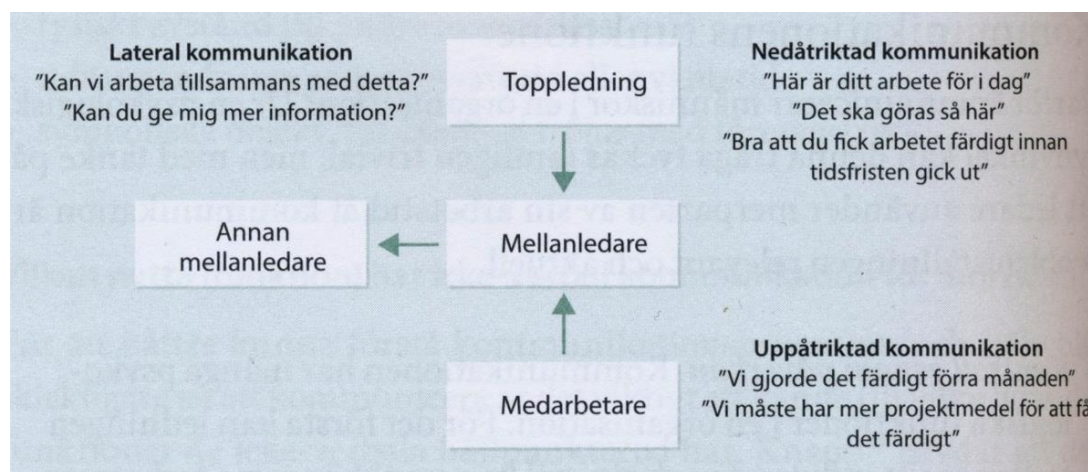 Lateral kommunikation
"Kan vi arbeta tillsammans med detta?"
"Kan du ge mig mer information?"
Toppledning
Nedåtriktad kommunikation
"Här är ditt arbete för i dag"
"Det ska göras så här"
"Bra att du fick arbetet färdigt innan
tidsfristen gick ut"
Annan
mellanledare
Mellanledare
Medarbetare
Uppåtriktad kommunikation
"Vi gjorde det färdigt förra månaden"
"Vi måste har mer projektmedel för att få
det färdigt"